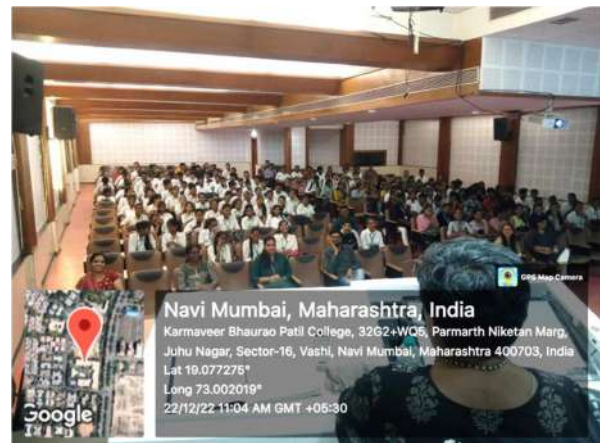 GPS Map Camera
Navi Mumbai, Maharashtra, India
Karmaveer Bhaurao Patil College, 32G2+WQ5, Parmarth Niketan Marg,
Juhu Nagar, Sector-16, Vashi, Navi Mumbai, Maharashtra 400703, India
Lat 19.077275°
Long 73.002019°
22/12/22 11:04 AM GMT +05:30
Google